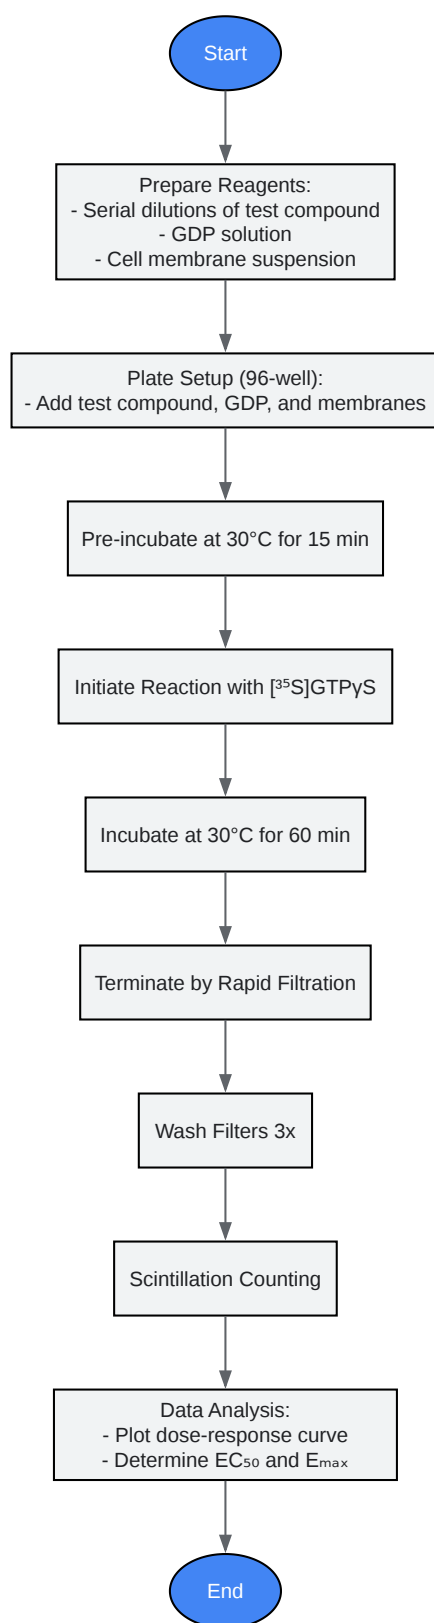 Start
Prepare Reagents:
- Serial dilutions of test compound
- GDP solution
- Cell membrane suspension
Plate Setup (96-well):
- Add test compound, GDP, and membranes
Pre-incubate at 30°C for 15 min
Initiate Reaction with [³⁵S]GTPγS
Incubate at 30°C for 60 min
Terminate by Rapid Filtration
Wash Filters 3x
Scintillation Counting
Data Analysis:
- Plot dose-response curve
- Determine EC₅₀ and Eₘₐₓ
End